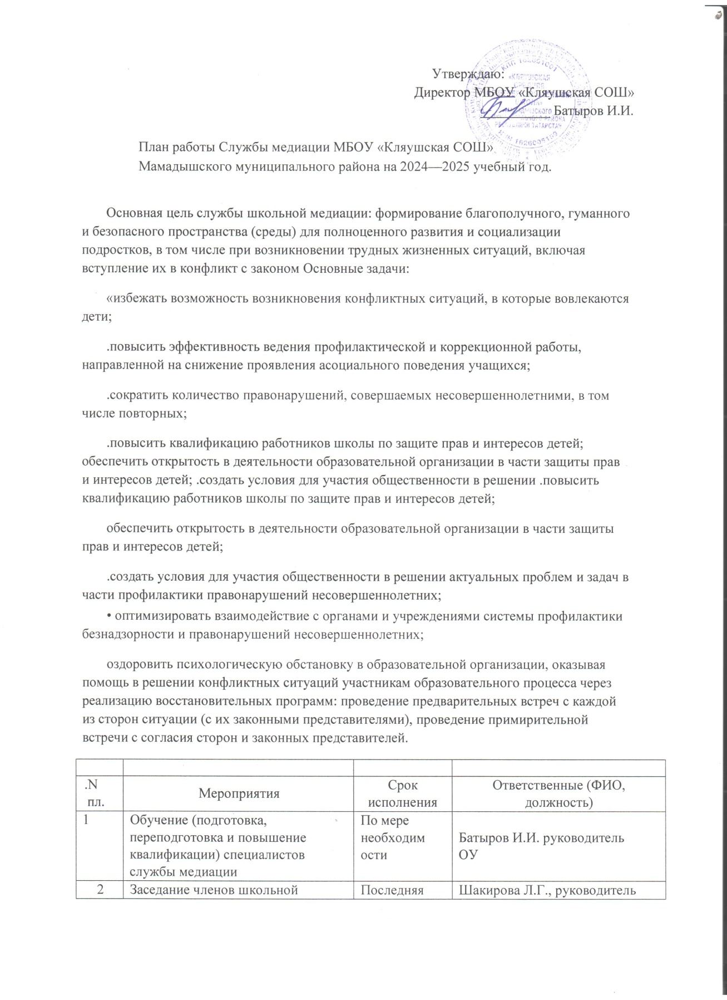 Утверждаю:
Директор МБОУ «Кляушская СОШ»
Батыров И.И.
КПП 162601001
«КЛЯУШСКАЯ
СРЕДНЯЯ
ШКОЛА»
РЕСПУБЛИКИ ТАТАРСТАН
План работы Службы медиации МБОУ «Кляушская СОШ»
Мамадышского муниципального района на 2024—2025 учебный год.
Основная цель службы школьной медиации: формирование благополучного, гуманного
и безопасного пространства (среды) для полноценного развития и социализации
подростков, в том числе при возникновении трудных жизненных ситуаций, включая
вступление их в конфликт с законом Основные задачи:
«избежать возможность возникновения конфликтных ситуаций, в которые вовлекаются
дети;
.повысить эффективность ведения профилактической и коррекционной работы,
направленной на снижение проявления асоциального поведения учащихся;
.сократить количество правонарушений, совершаемых несовершеннолетними, в том
числе повторных;
.повысить квалификацию работников школы по защите прав и интересов детей;
обеспечить открытость в деятельности образовательной организации в части защиты прав
и интересов детей; .создать условия для участия общественности в решении .повысить
квалификацию работников школы по защите прав и интересов детей;
обеспечить открытость в деятельности образовательной организации в части защиты
прав и интересов детей;
.создать условия для участия общественности в решении актуальных проблем и задач в
части профилактики правонарушений несовершеннолетних;
• оптимизировать взаимодействие с органами и учреждениями системы профилактики
безнадзорности и правонарушений несовершеннолетних;
оздоровить психологическую обстановку в образовательной организации, оказывая
помощь в решении конфликтных ситуаций участникам образовательного процесса через
реализацию восстановительных программ: проведение предварительных встреч с каждой
из сторон ситуации (с их законными представителями), проведение примирительной
встречи с согласия сторон и законных представителей.
.N
пл.
Мероприятия
Срок
исполнения
Ответственные (ФИО,
должность)
1
Обучение (подготовка,
переподготовка и повышение
квалификации) специалистов
службы медиации
По мере
необходим
ости
Батыров И.И. руководитель
ОУ
2
Заседание членов школьной
Последняя
Шакирова Л.Г., руководитель